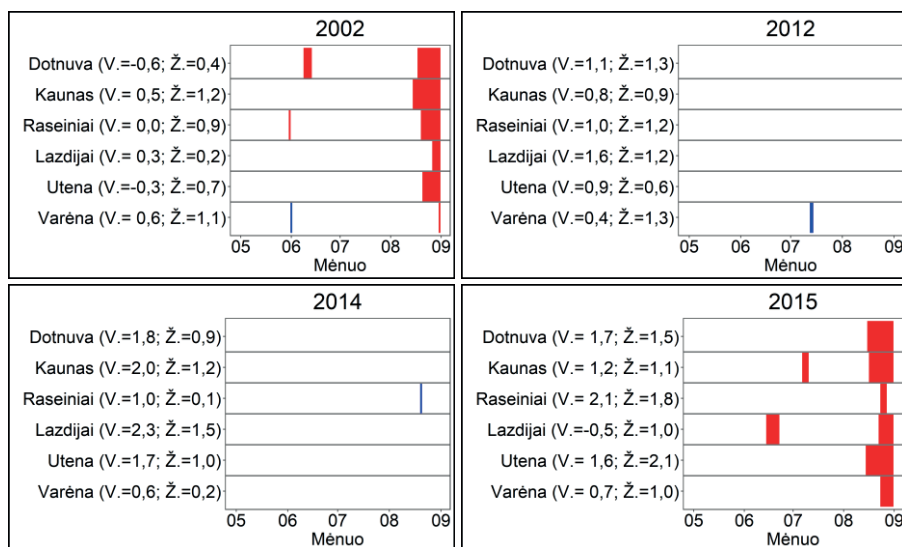 2002
Dotnuva (V.=-0,6; Ž.=0,4)
Kaunas (V.= 0,5; Ž.=1,2)
Raseiniai (V.= 0,0; Ž.=0,9)
Lazdijai (V.= 0,3; Ž.=0,2)
Utena (V.=-0,3; Ž.=0,7)
Varėna (V.= 0,6; Ž.=1,1)
05 06 07 08 09
Mėnuo
2012
Dotnuva (V.=1,1; Ž.=1,3)
Kaunas (V.=0,8; Ž.=0,9)
Raseiniai (V.=1,0; Ž.=1,2)
Lazdijai (V.=1,6; Ž.=1,2)
Utena (V.=0,9; Ž.=0,6)
Varėna (V.=0,4; Ž.=1,3)
05 06 07 08 09
Mėnuo
2014
Dotnuva (V.=1,8; Ž.=0,9)
Kaunas (V.=2,0; Ž.=1,2)
Raseiniai (V.=1,0; Ž.=0,1)
Lazdijai (V.=2,3; Ž.=1,5)
Utena (V.=1,7; Ž.=1,0)
Varėna (V.=0,6; Ž.=0,2)
05 06 07 08 09
Mėnuo
2015
Dotnuva (V.= 1,7; Ž.=1,5)
Kaunas (V.= 1,2; Ž.=1,1)
Raseiniai (V.= 2,1; Ž.=1,8)
Lazdijai (V.=-0,5; Ž.=1,0)
Utena (V.= 1,6; Ž.=2,1)
Varėna (V.= 0,7; Ž.=1,0)
05 06 07 08 09
Mėnuo